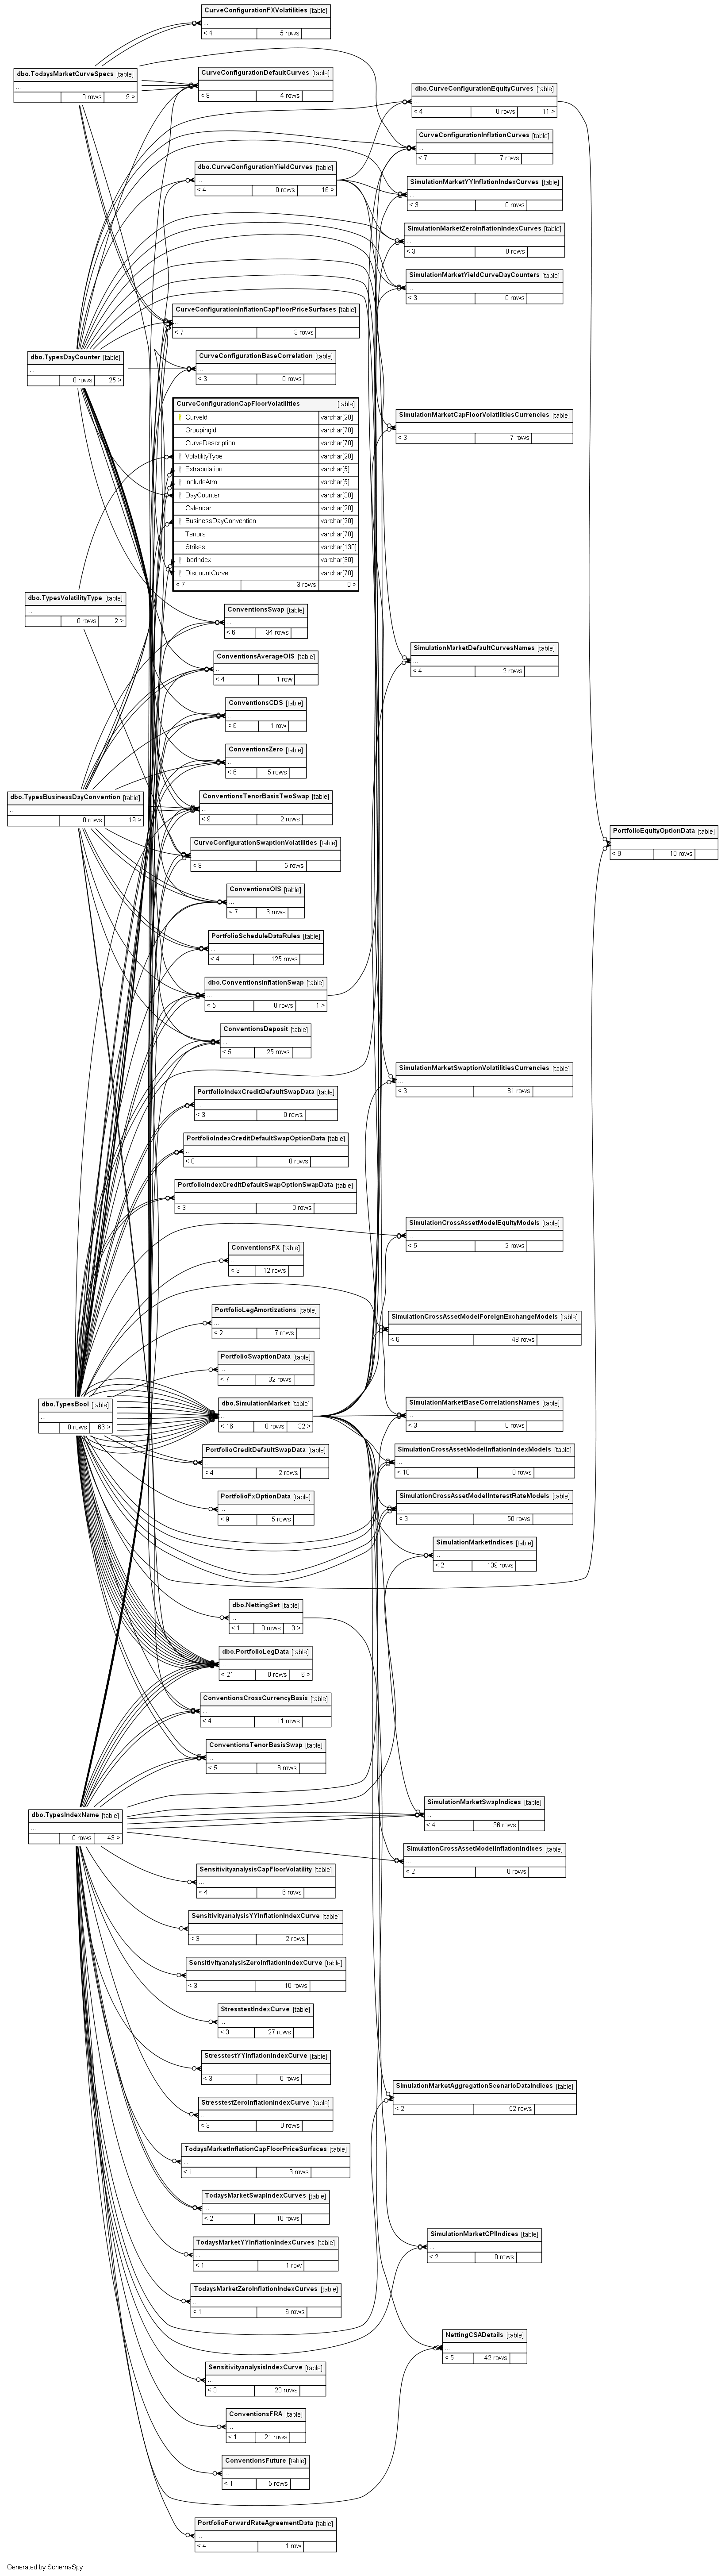 CurveConfigurationFXVolatilities [table]
...
< 4 5 rows
dbo.TodaysMarketCurveSpecs [table]
...
0 rows 9 >
CurveConfigurationDefaultCurves [table]
...
< 8 4 rows
dbo.CurveConfigurationEquityCurves [table]
...
< 4 0 rows 11 >
CurveConfigurationInflationCurves [table]
...
< 7 7 rows
dbo.CurveConfigurationYieldCurves [table]
...
< 4 0 rows 16 >
SimulationMarketYYInflationIndexCurves [table]
...
< 3 0 rows
SimulationMarketZeroInflationIndexCurves [table]
...
< 3 0 rows
SimulationMarketYieldCurveDayCounters [table]
...
< 3 0 rows
CurveConfigurationInflationCapFloorPriceSurfaces [table]
...
< 7 3 rows
dbo.TypesDayCounter [table]
...
0 rows 25 >
CurveConfigurationBaseCorrelation [table]
...
< 3 0 rows
CurveConfigurationCapFloorVolatilities [table]
CurveId varchar[20]
GroupingId varchar[70]
CurveDescription varchar[70]
VolatilityType varchar[20]
Extrapolation varchar[5]
IncludeAtm varchar[5]
DayCounter varchar[30]
Calendar varchar[20]
BusinessDayConvention varchar[20]
Tenors varchar[70]
Strikes varchar[130]
IborIndex varchar[30]
DiscountCurve varchar[70]
< 7 3 rows 0 >
SimulationMarketCapFloorVolatilitiesCurrencies [table]
...
< 3 7 rows
dbo.TypesVolatilityType [table]
...
0 rows 2 >
ConventionsSwap [table]
...
< 6 34 rows
ConventionsAverageOIS [table]
...
< 4 1 row
SimulationMarketDefaultCurvesNames [table]
...
< 4 2 rows
ConventionsCDS [table]
...
< 6 1 row
ConventionsZero [table]
...
< 6 5 rows
dbo.TypesBusinessDayConvention [table]
...
0 rows 19 >
ConventionsTenorBasisTwoSwap [table]
...
< 9 2 rows
PortfolioEquityOptionData [table]
...
< 9 10 rows
CurveConfigurationSwaptionVolatilities [table]
...
< 8 5 rows
ConventionsOIS [table]
...
< 7 6 rows
PortfolioScheduleDataRules [table]
...
< 4 125 rows
dbo.ConventionsInflationSwap [table]
...
< 5 0 rows 1 >
ConventionsDeposit [table]
...
< 5 25 rows
SimulationMarketSwaptionVolatilitiesCurrencies [table]
...
< 3 81 rows
PortfolioIndexCreditDefaultSwapData [table]
...
< 3 0 rows
PortfolioIndexCreditDefaultSwapOptionData [table]
...
< 8 0 rows
PortfolioIndexCreditDefaultSwapOptionSwapData [table]
...
< 3 0 rows
SimulationCrossAssetModelEquityModels [table]
...
< 5 2 rows
ConventionsFX [table]
...
< 3 12 rows
PortfolioLegAmortizations [table]
...
< 2 7 rows
SimulationCrossAssetModelForeignExchangeModels [table]
...
< 6 48 rows
PortfolioSwaptionData [table]
...
< 7 32 rows
dbo.TypesBool [table]
...
0 rows 66 >
dbo.SimulationMarket [table]
...
< 16 0 rows 32 >
SimulationMarketBaseCorrelationsNames [table]
...
< 3 0 rows
PortfolioCreditDefaultSwapData [table]
...
< 4 2 rows
SimulationCrossAssetModelInflationIndexModels [table]
...
< 10 0 rows
PortfolioFxOptionData [table]
...
< 9 5 rows
SimulationCrossAssetModelInterestRateModels [table]
...
< 9 50 rows
SimulationMarketIndices [table]
...
< 2 139 rows
dbo.NettingSet [table]
...
< 1 0 rows 3 >
dbo.PortfolioLegData [table]
...
< 21 0 rows 6 >
ConventionsCrossCurrencyBasis [table]
...
< 4 11 rows
ConventionsTenorBasisSwap [table]
...
< 5 6 rows
dbo.TypesIndexName [table]
...
0 rows 43 >
SimulationMarketSwapIndices [table]
...
< 4 36 rows
SimulationCrossAssetModelInflationIndices [table]
...
< 2 0 rows
SensitivityanalysisCapFloorVolatility [table]
...
< 4 6 rows
SensitivityanalysisYYInflationIndexCurve [table]
...
< 3 2 rows
SensitivityanalysisZeroInflationIndexCurve [table]
...
< 3 10 rows
StresstestIndexCurve [table]
...
< 3 27 rows
StresstestYYInflationIndexCurve [table]
...
< 3 0 rows
StresstestZeroInflationIndexCurve [table]
...
< 3 0 rows
SimulationMarketAggregationScenarioDataIndices [table]
...
< 2 52 rows
TodaysMarketInflationCapFloorPriceSurfaces [table]
...
< 1 3 rows
TodaysMarketSwapIndexCurves [table]
...
< 2 10 rows
TodaysMarketYYInflationIndexCurves [table]
...
< 1 1 row
SimulationMarketCPIIndices [table]
...
< 2 0 rows
TodaysMarketZeroInflationIndexCurves [table]
...
< 1 6 rows
NettingCSADetails [table]
...
< 5 42 rows
SensitivityanalysisIndexCurve [table]
...
< 3 23 rows
ConventionsFRA [table]
...
< 1 21 rows
ConventionsFuture [table]
...
< 1 5 rows
PortfolioForwardRateAgreementData [table]
...
< 4 1 row
Generated by SchemaSpy